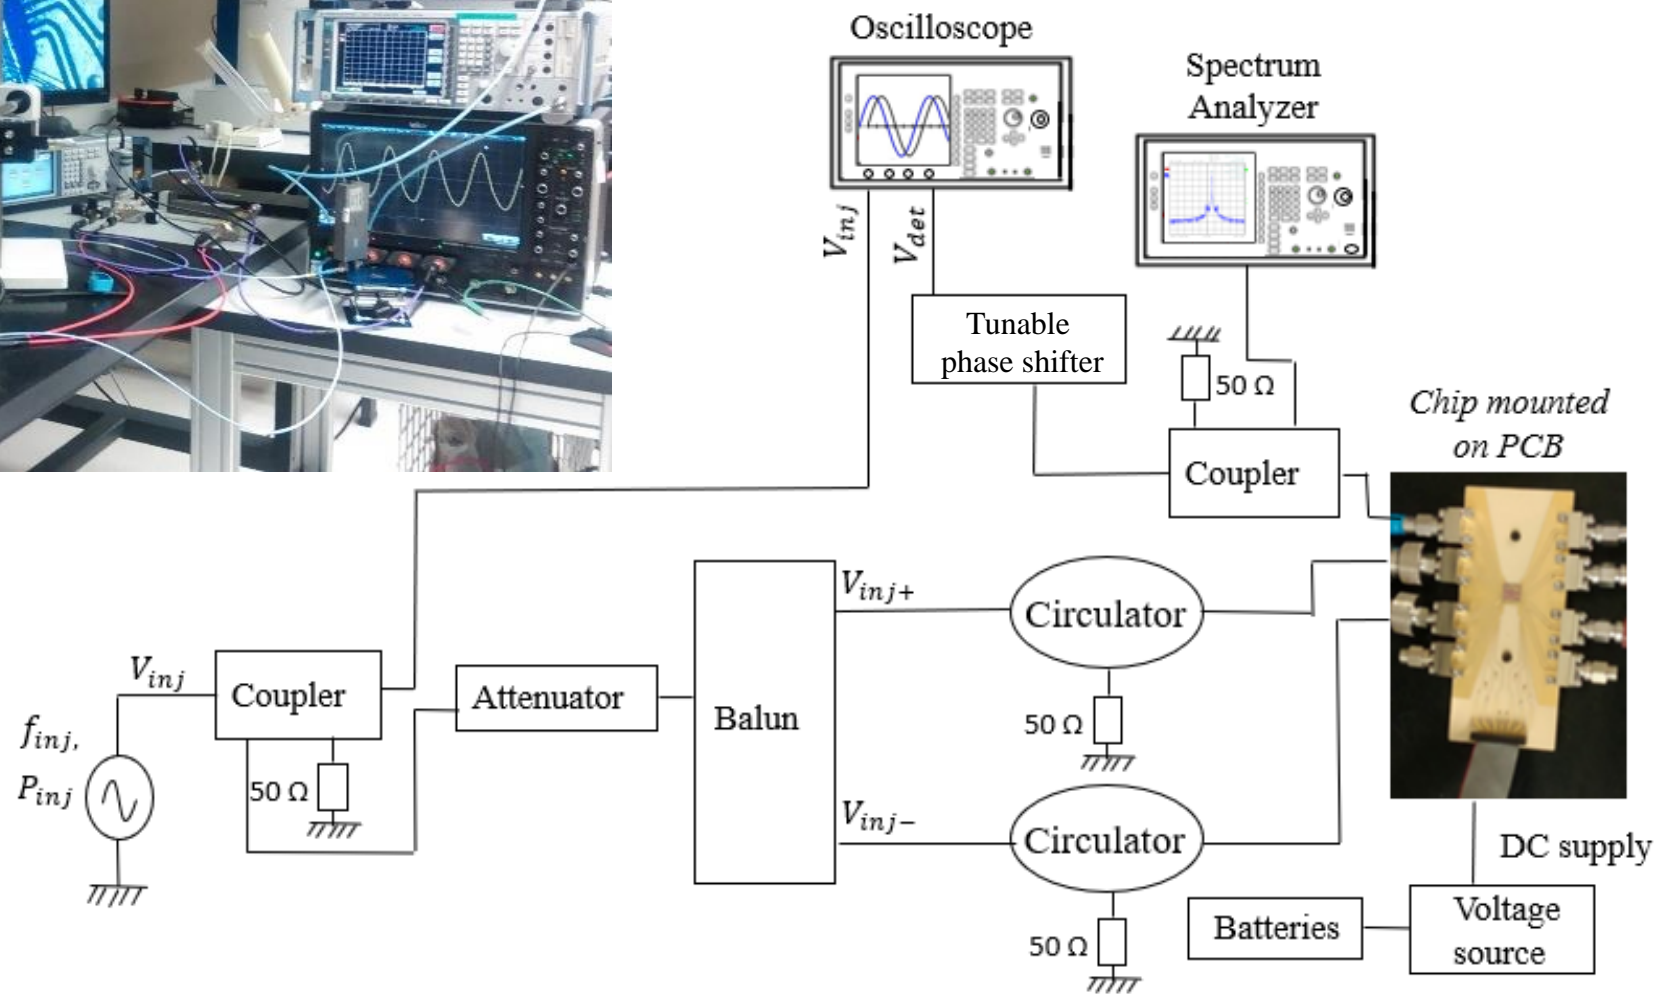 Oscilloscope
Spectrum
Analyzer
V_inj
V_det
Tunable
phase shifter
50 Ω
Coupler
Chip mounted
on PCB
V_inj
Coupler
f_inj,
P_inj
50 Ω
Attenuator
Balun
V_inj+
Circulator
50 Ω
V_inj−
Circulator
50 Ω
DC supply
Batteries
Voltage
source